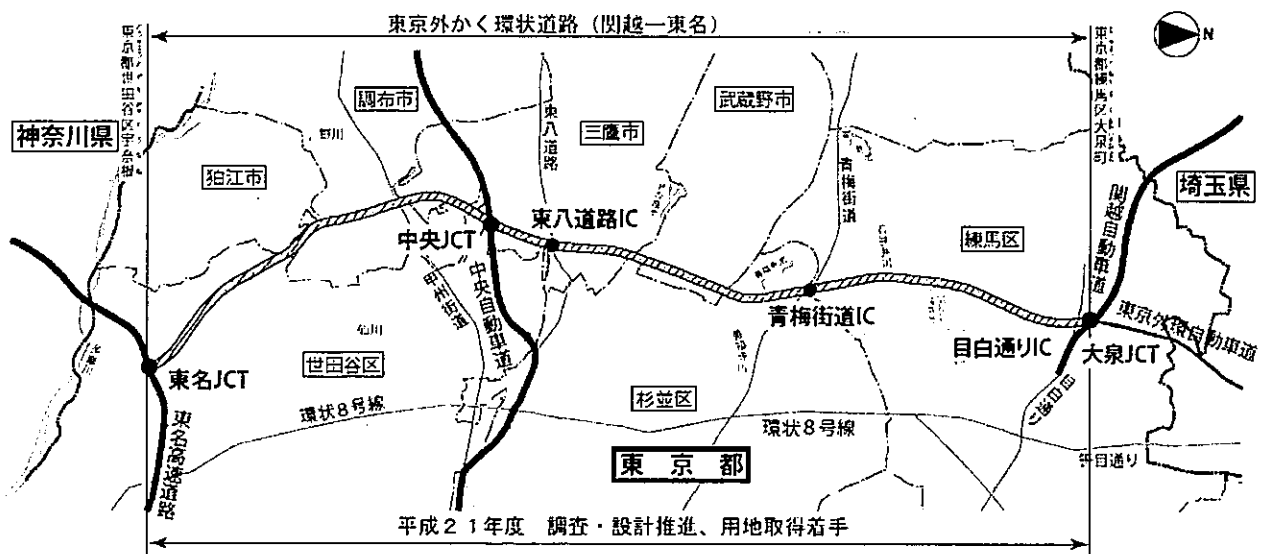 東京外かく環状道路（関越―東名）
N
東京都世田谷区宇奈根
東京都練馬区大泉町
神奈川県
狛江市
調布市
野川
東八道路
三鷹市
武蔵野市
青梅街道
練馬区
関越自動車道
埼玉県
中央JCT
東八道路IC
甲州街道
中央自動車道
青梅街道IC
目白通りIC
大泉JCT
東京外環自動車道
東名JCT
世田谷区
仙川
杉並区
目白通り
環状8号線
環状8号線
笹目通り
東名高速道路
東京都
平成21年度　調査・設計推進、用地取得着手